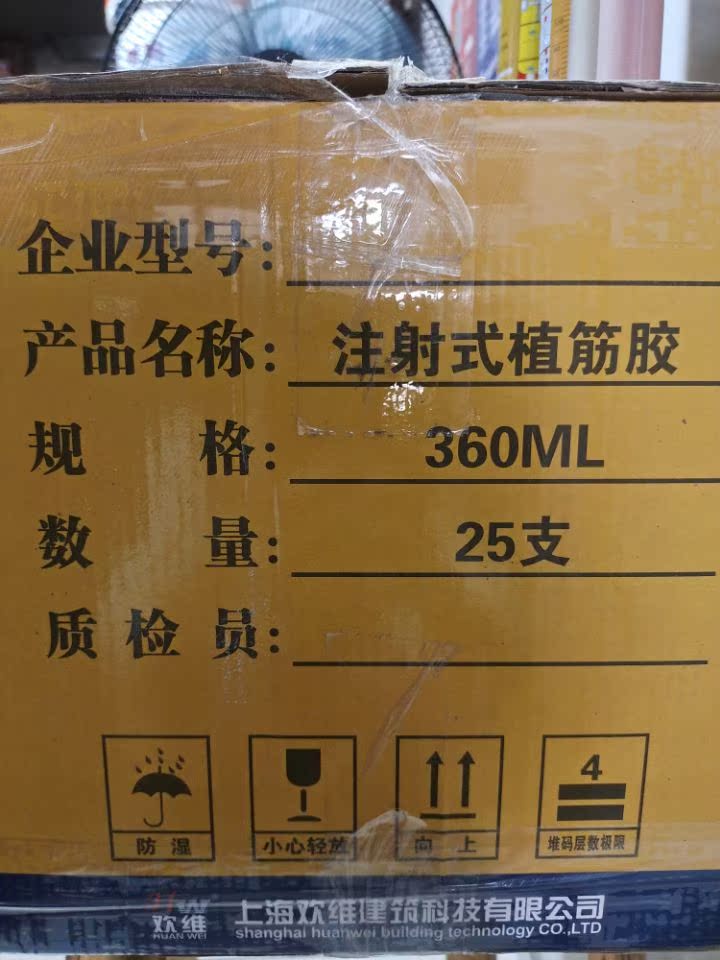 企业型号:
产品名称: 注射式植筋胶
规 格: 360ML
数 量: 25支
质 检 员:
4
防 湿 小心轻放 向 上 堆码层数极限
HW
欢维 上海欢维建筑科技有限公司
HUAN WEI shanghai huanwei building technology CO.,LTD